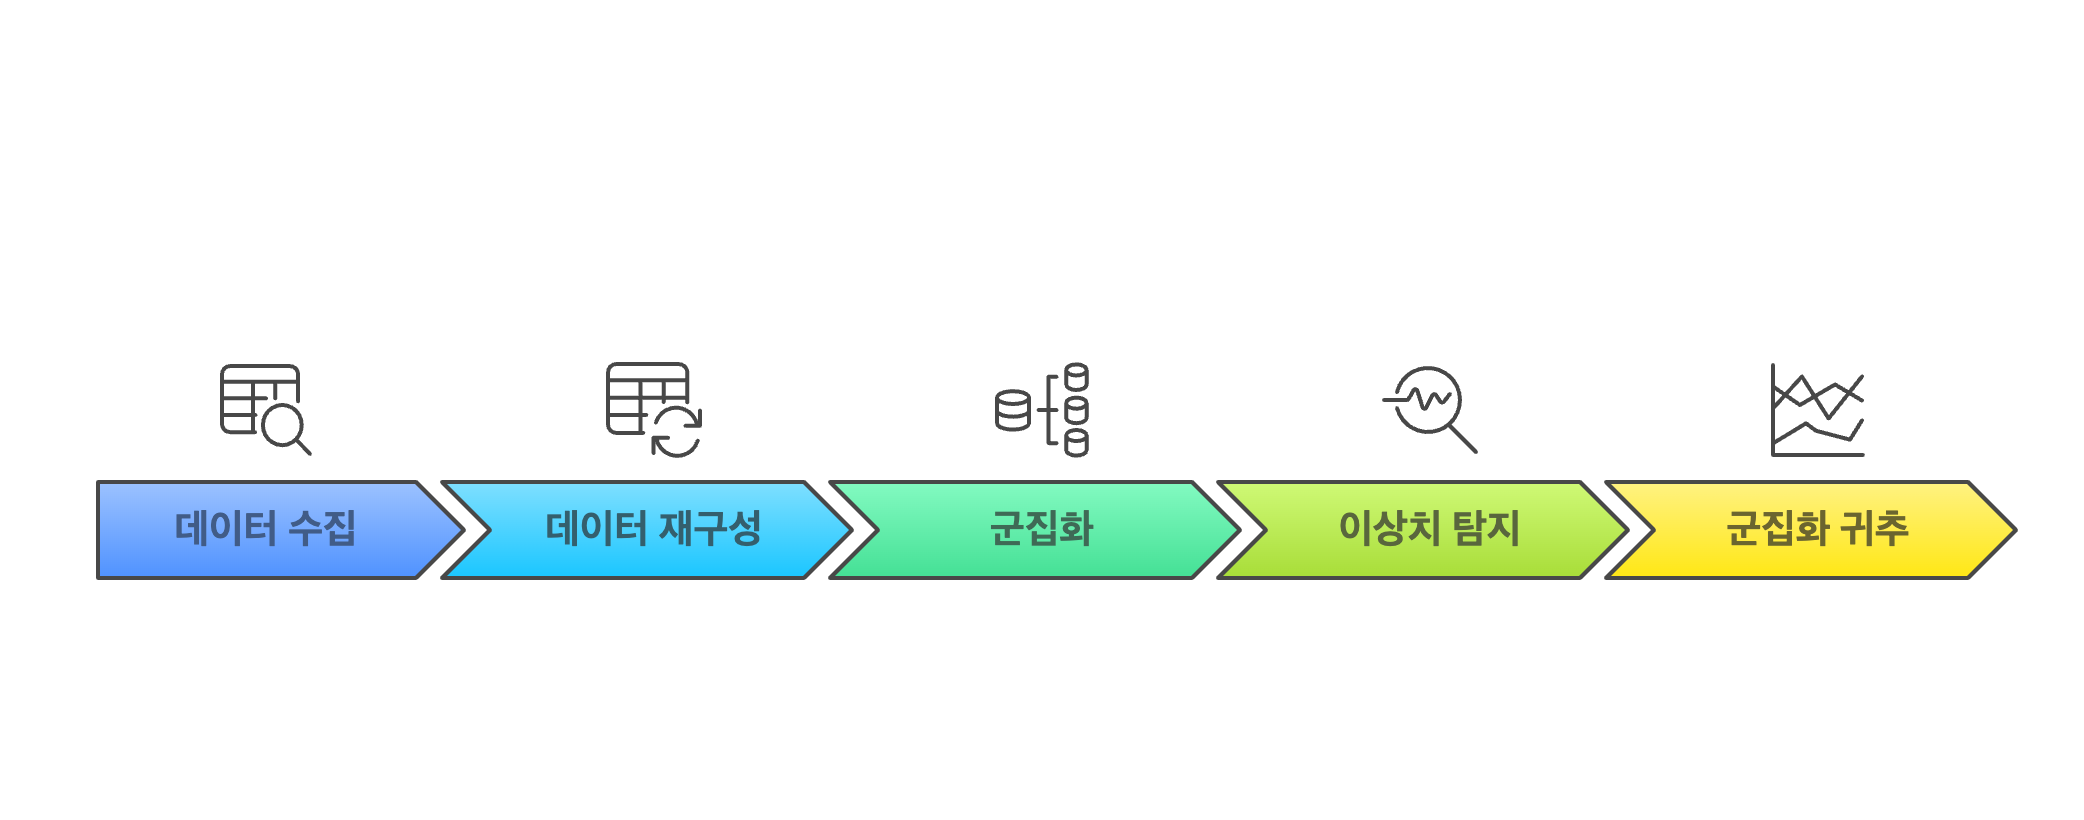 데이터 수집
데이터 재구성
군집화
이상치 탐지
군집화 귀추